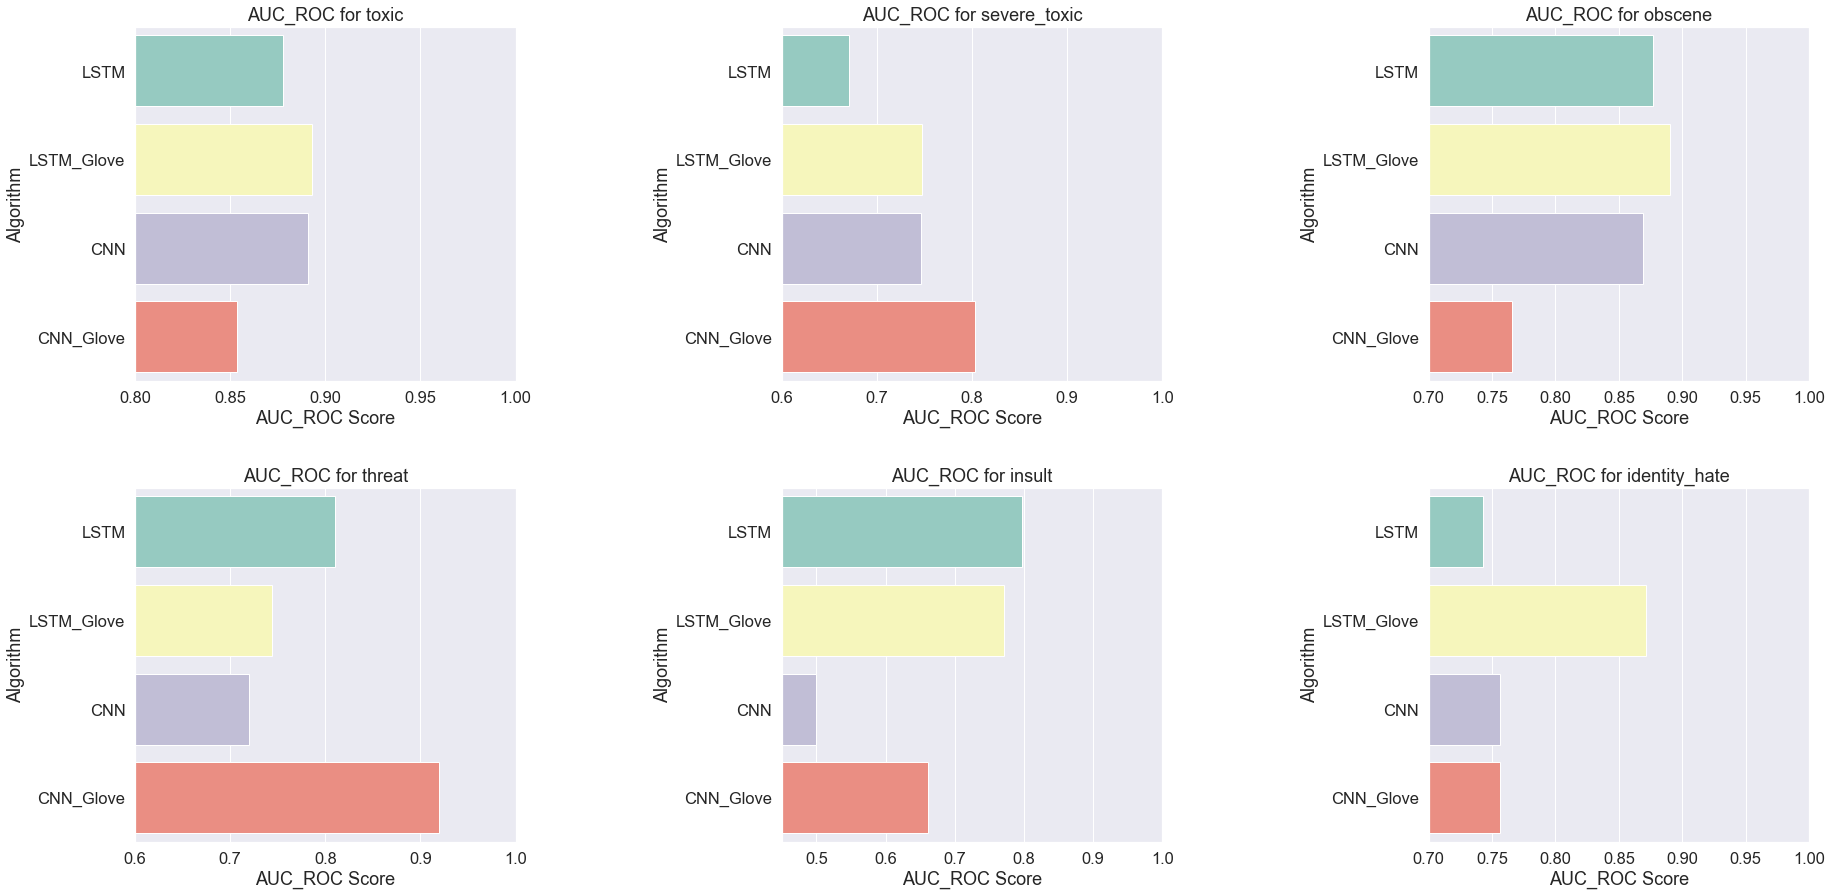 AUC_ROC for toxic
Algorithm
LSTM
LSTM_Glove
CNN
CNN_Glove
0.80 0.85 0.90 0.95 1.00
AUC_ROC Score
AUC_ROC for severe_toxic
Algorithm
LSTM
LSTM_Glove
CNN
CNN_Glove
0.6 0.7 0.8 0.9 1.0
AUC_ROC Score
AUC_ROC for obscene
Algorithm
LSTM
LSTM_Glove
CNN
CNN_Glove
0.70 0.75 0.80 0.85 0.90 0.95 1.00
AUC_ROC Score
AUC_ROC for threat
Algorithm
LSTM
LSTM_Glove
CNN
CNN_Glove
0.6 0.7 0.8 0.9 1.0
AUC_ROC Score
AUC_ROC for insult
Algorithm
LSTM
LSTM_Glove
CNN
CNN_Glove
0.5 0.6 0.7 0.8 0.9 1.0
AUC_ROC Score
AUC_ROC for identity_hate
Algorithm
LSTM
LSTM_Glove
CNN
CNN_Glove
0.70 0.75 0.80 0.85 0.90 0.95 1.00
AUC_ROC Score